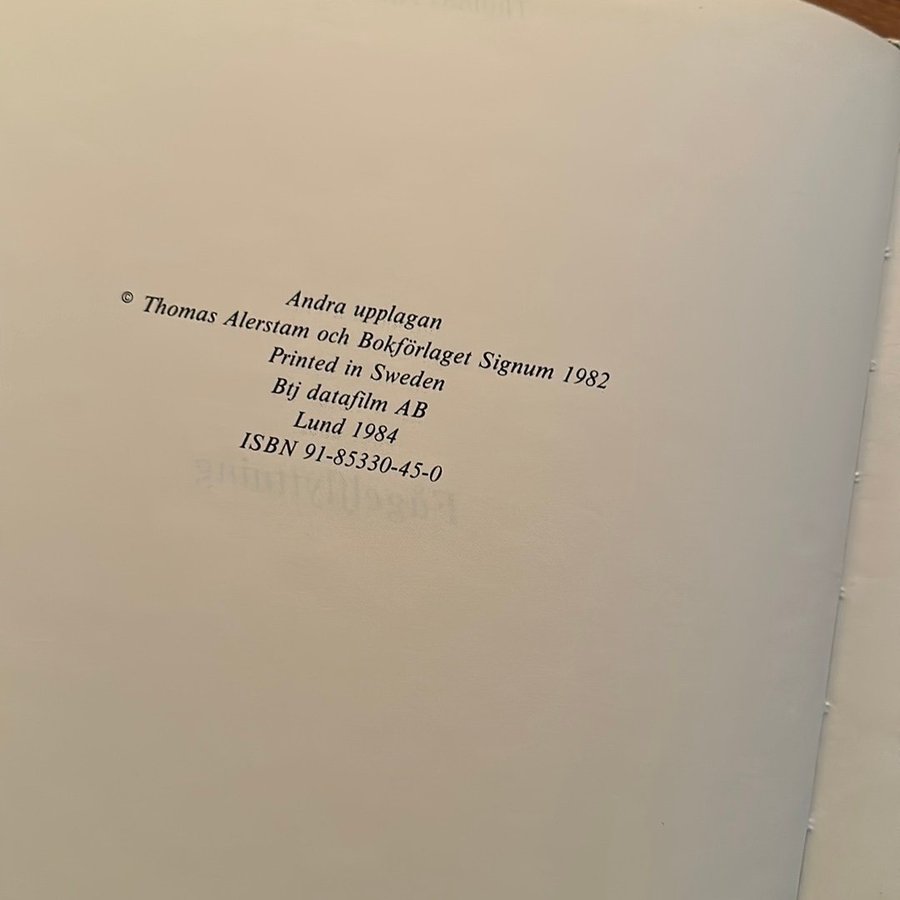 Andra upplagan
© Thomas Alerstam och Bokförlaget Signum 1982
Printed in Sweden
Btj datafilm AB
Lund 1984
ISBN 91-85330-45-0
Fågelflyttning